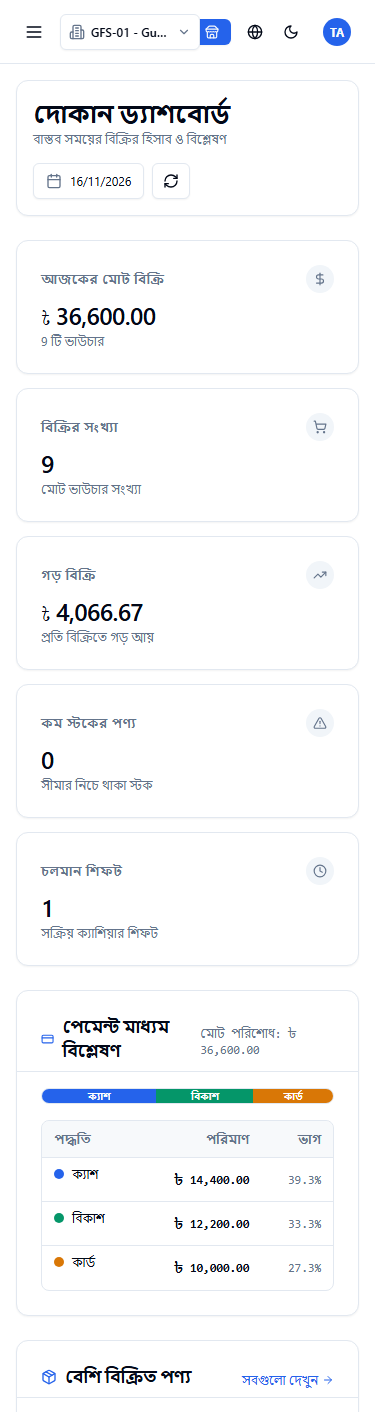 GFS-01 - Gu...
TA
দোকান ড্যাশবোর্ড
বাস্তব সময়ের বিক্রির হিসাব ও বিশ্লেষণ
16/11/2026
আজকের মোট বিক্রি
৳ 36,600.00
9 টি ভাউচার
বিক্রির সংখ্যা
9
মোট ভাউচার সংখ্যা
গড় বিক্রি
৳ 4,066.67
প্রতি বিক্রিতে গড় আয়
কম স্টকের পণ্য
0
সীমার নিচে থাকা স্টক
চলমান শিফট
1
সক্রিয় ক্যাশিয়ার শিফট
পেমেন্ট মাধ্যম
বিশ্লেষণ
মোট পরিশোধ: ৳
36,600.00
ক্যাশ বিকাশ কার্ড
পদ্ধতি পরিমাণ ভাগ
ক্যাশ ৳ 14,400.00 39.3%
বিকাশ ৳ 12,200.00 33.3%
কার্ড ৳ 10,000.00 27.3%
বেশি বিক্রিত পণ্য সবগুলো দেখুন